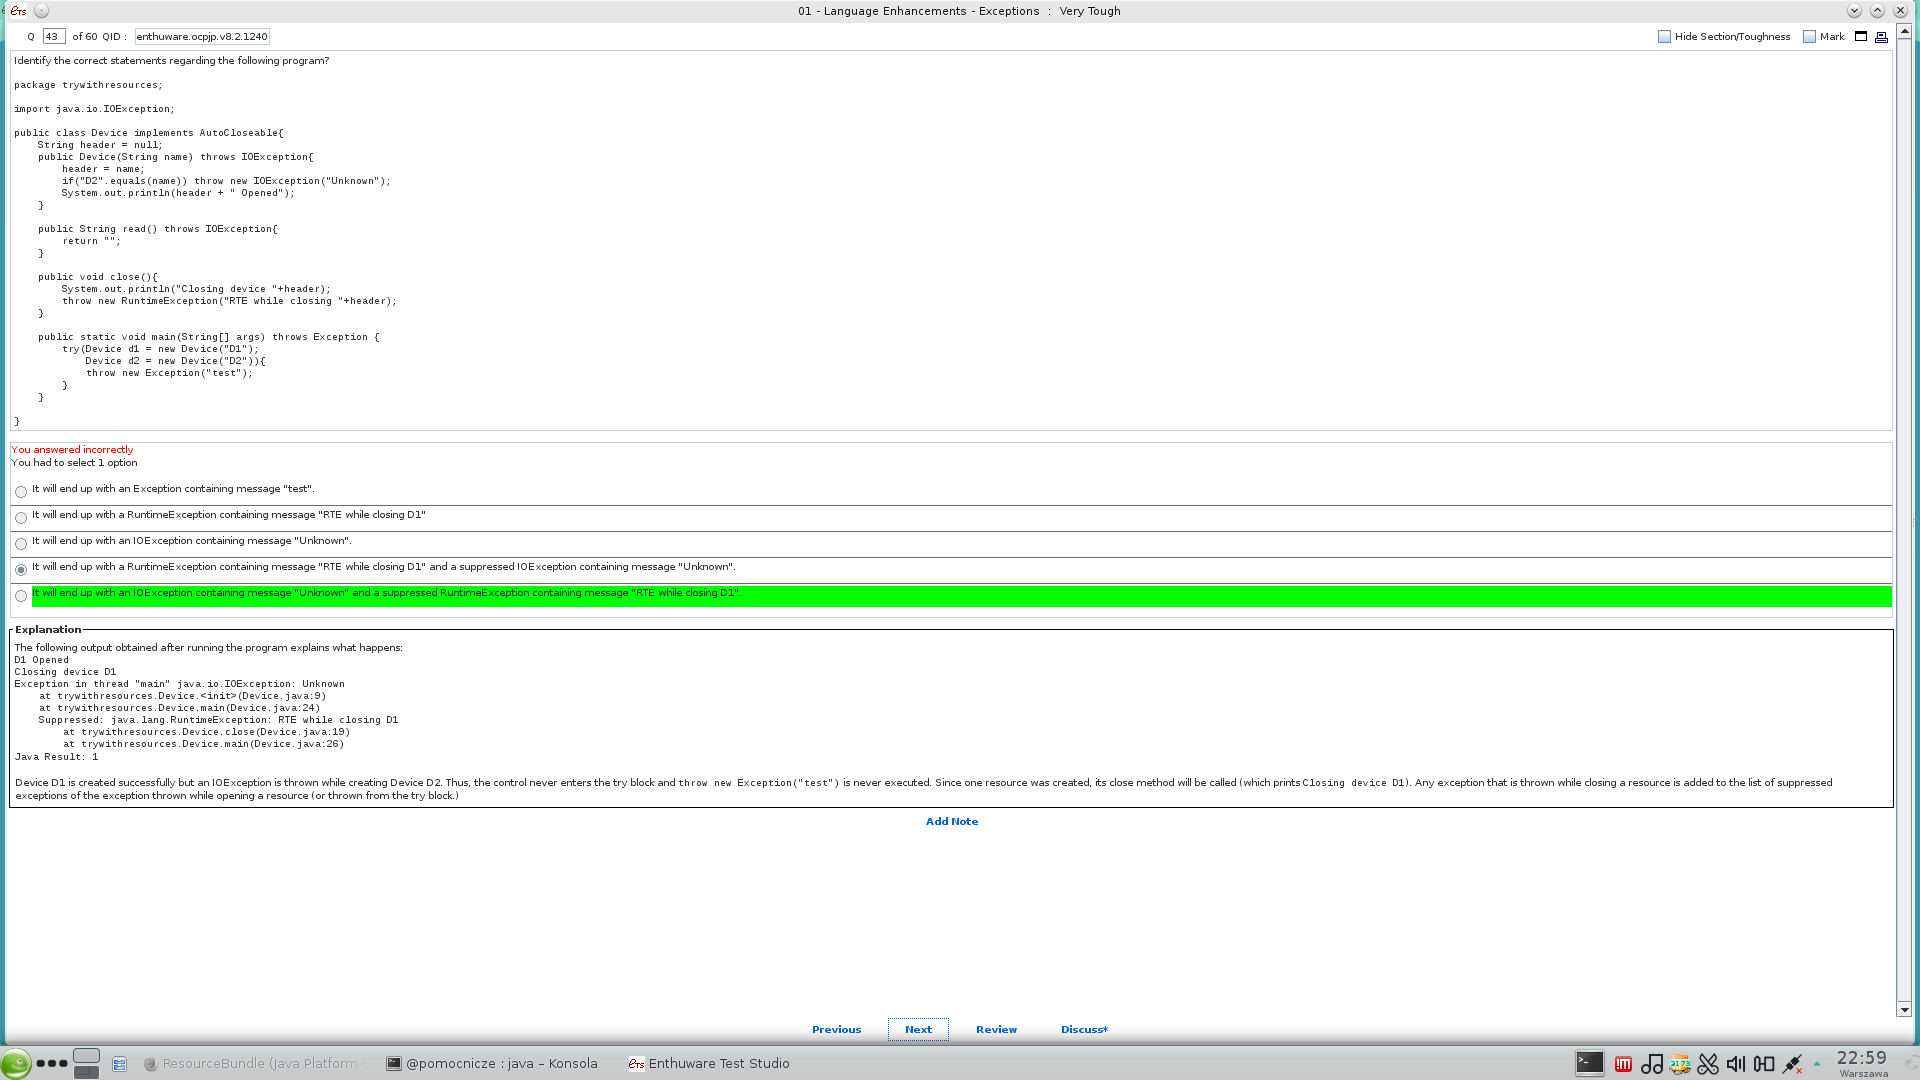 ETS 01 - Language Enhancements - Exceptions : Very Tough
Q 43 of 60 QID : enthuware.ocpjp.v8.2.1240 Hide Section/Toughness Mark
Identify the correct statements regarding the following program?
package trywithresources;
import java.io.IOException;
public class Device implements AutoCloseable{
String header = null;
public Device(String name) throws IOException{
header = name;
if("D2".equals(name)) throw new IOException("Unknown");
System.out.println(header + " Opened");
}
public String read() throws IOException{
return "";
}
public void close(){
System.out.println("Closing device "+header);
throw new RuntimeException("RTE while closing "+header);
}
public static void main(String[] args) throws Exception {
try(Device d1 = new Device("D1");
Device d2 = new Device("D2")){
throw new Exception("test");
}
}
}
You answered incorrectly
You had to select 1 option
It will end up with an Exception containing message "test".
It will end up with a RuntimeException containing message "RTE while closing D1"
It will end up with an IOException containing message "Unknown".
It will end up with a RuntimeException containing message "RTE while closing D1" and a suppressed IOException containing message "Unknown".
It will end up with an IOException containing message "Unknown" and a suppressed RuntimeException containing message "RTE while closing D1".
Explanation
The following output obtained after running the program explains what happens:
D1 Opened
Closing device D1
Exception in thread "main" java.io.IOException: Unknown
at trywithresources.Device.<init>(Device.java:9)
at trywithresources.Device.main(Device.java:24)
Suppressed: java.lang.RuntimeException: RTE while closing D1
at trywithresources.Device.close(Device.java:19)
at trywithresources.Device.main(Device.java:26)
Java Result: 1
Device D1 is created successfully but an IOException is thrown while creating Device D2. Thus, the control never enters the try block and throw new Exception("test") is never executed. Since one resource was created, its close method will be called (which prints Closing device D1). Any exception that is thrown while closing a resource is added to the list of suppressed
exceptions of the exception thrown while opening a resource (or thrown from the try block.)
Add Note
Previous Next Review Discuss*
ResourceBundle (Java Platform @pomocnicze : java – Konsola ETS Enthuware Test Studio 22:59
Warszawa